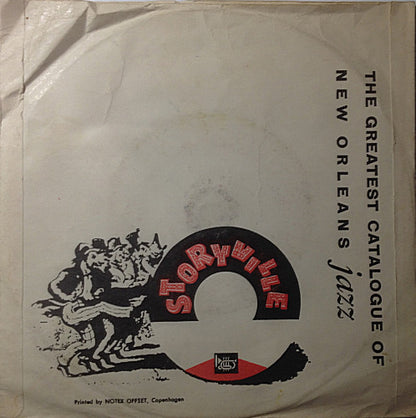 THE GREATEST CATALOGUE OF
NEW ORLEANS jazz
STORYVILLE
Printed by NOTEX OFFSET, Copenhagen